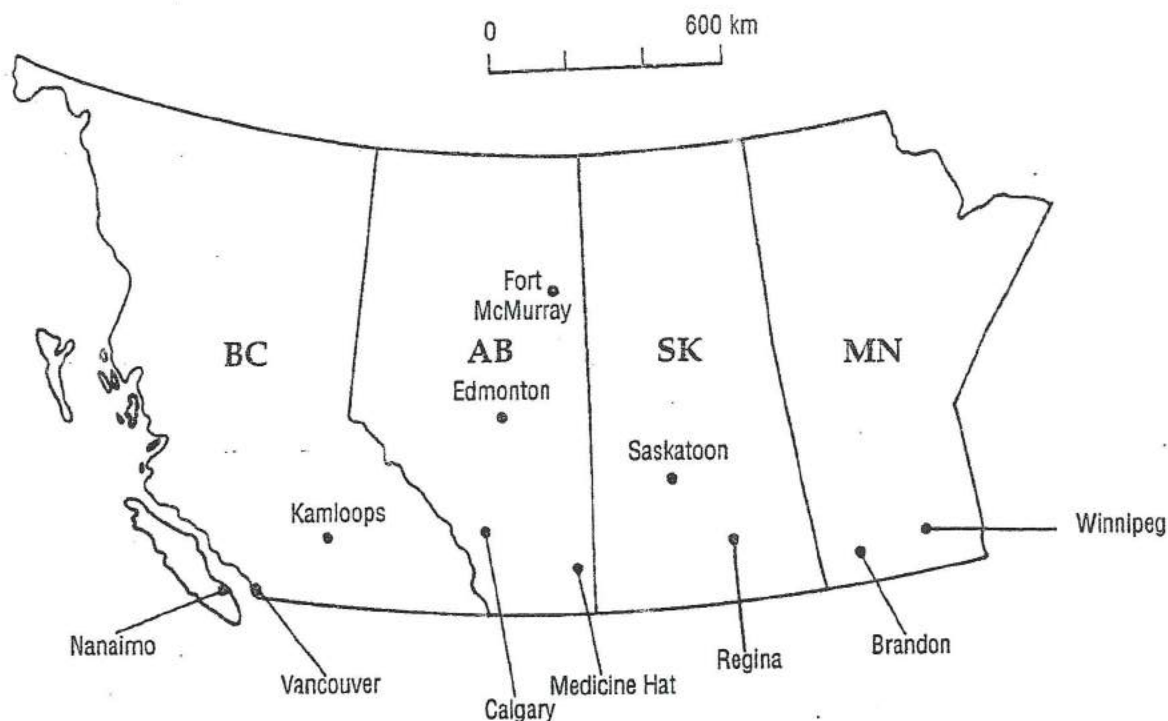 0 600 km
Fort
McMurray
BC
AB
SK
MN
Edmonton
Saskatoon
Kamloops
Winnipeg
Nanaimo
Vancouver
Calgary
Medicine Hat
Regina
Brandon